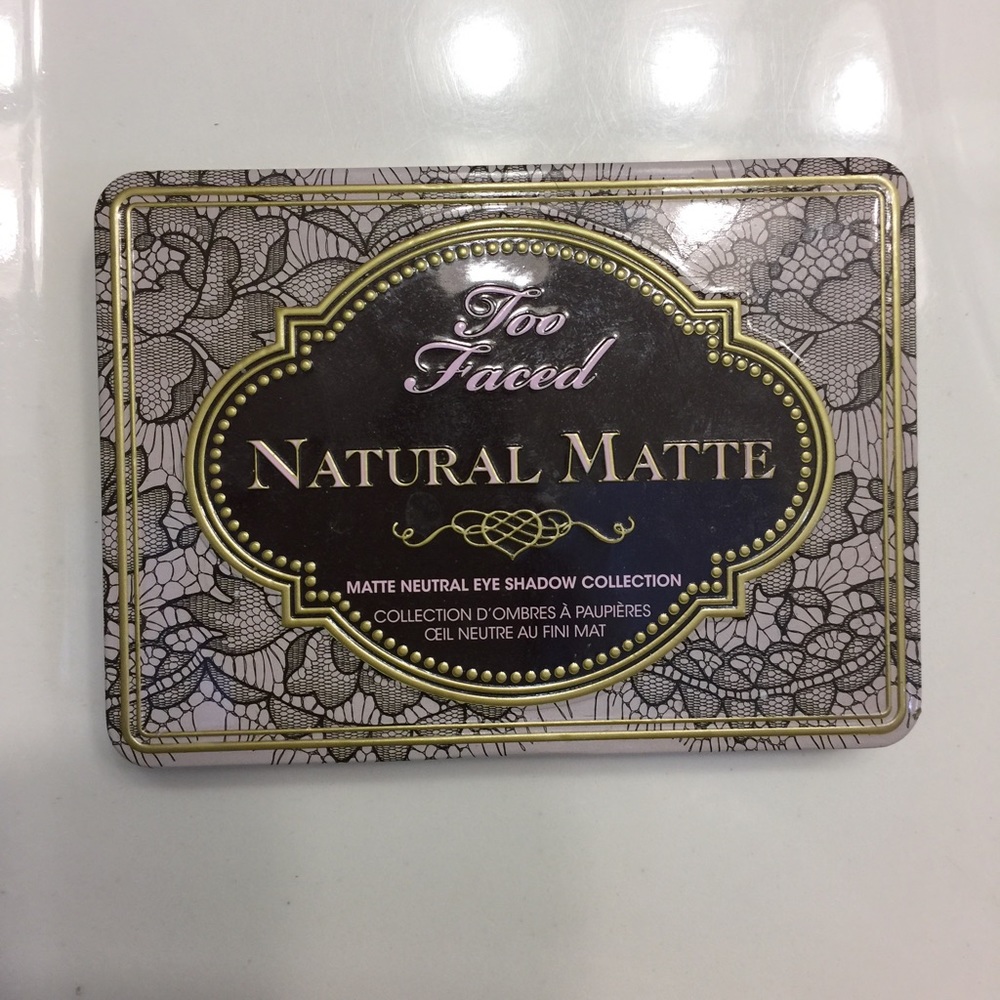 Too
Faced
NATURAL MATTE
MATTE NEUTRAL EYE SHADOW COLLECTION
COLLECTION D'OMBRES À PAUPIÈRES
ŒIL NEUTRE AU FINI MAT